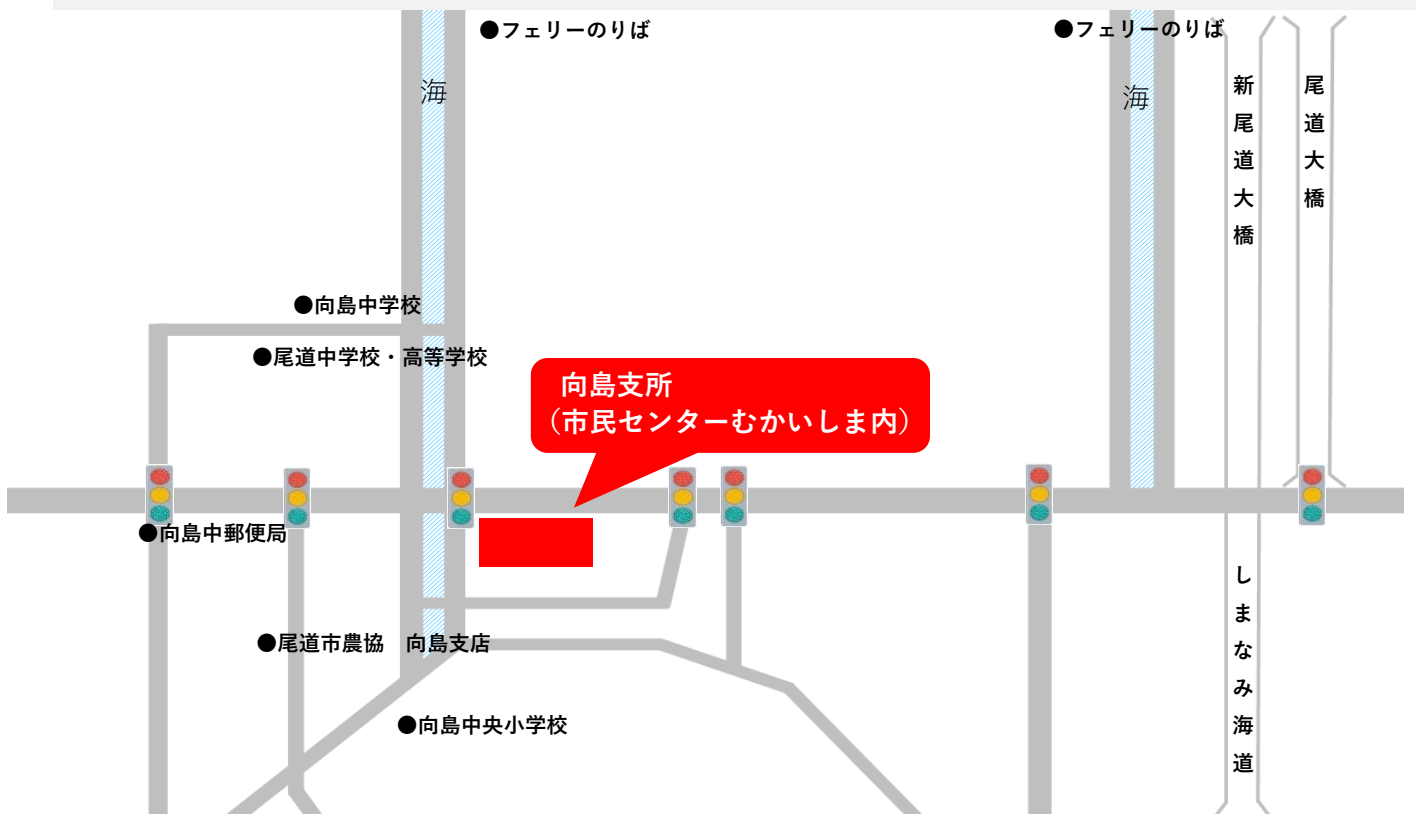 ●フェリーのりば
●フェリーのりば
海
海
新尾道大橋
尾道大橋
●向島中学校
●尾道中学校・高等学校
向島支所
（市民センターむかいしま内）
●向島中郵便局
しまなみ海道
●尾道市農協　向島支店
●向島中央小学校